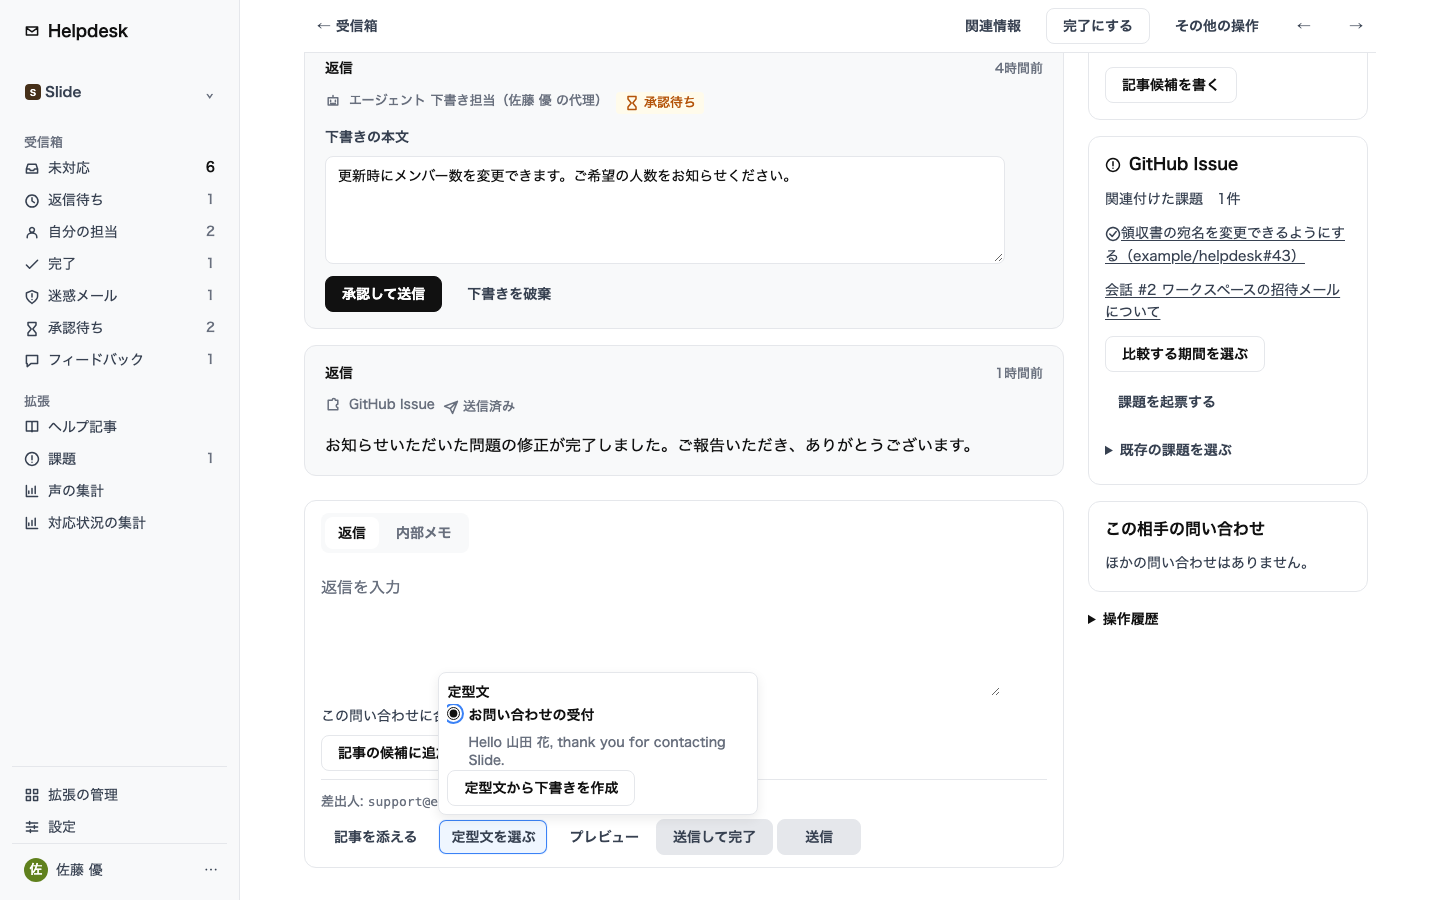 Helpdesk
S Slide
受信箱
未対応 6
返信待ち 1
自分の担当 2
完了 1
迷惑メール 1
承認待ち 2
フィードバック 1
拡張
ヘルプ記事
課題 1
声の集計
対応状況の集計
拡張の管理
設定
佐 佐藤 優 …
← 受信箱
関連情報 完了にする その他の操作 ← →
返信 4時間前
エージェント 下書き担当（佐藤 優 の代理） 承認待ち
下書きの本文
更新時にメンバー数を変更できます。ご希望の人数をお知らせください。
承認して送信 下書きを破棄
返信 1時間前
GitHub Issue 送信済み
お知らせいただいた問題の修正が完了しました。ご報告いただき、ありがとうございます。
返信 内部メモ
返信を入力
この問い合わせに
記事の候補に追
定型文
お問い合わせの受付
Hello 山田 花, thank you for contacting
Slide.
定型文から下書きを作成
差出人: support@e
記事を添える 定型文を選ぶ プレビュー 送信して完了 送信
記事候補を書く
GitHub Issue
関連付けた課題 1件
領収書の宛名を変更できるようにす
る（example/helpdesk#43）
会話 #2 ワークスペースの招待メール
について
比較する期間を選ぶ
課題を起票する
▶ 既存の課題を選ぶ
この相手の問い合わせ
ほかの問い合わせはありません。
▶ 操作履歴